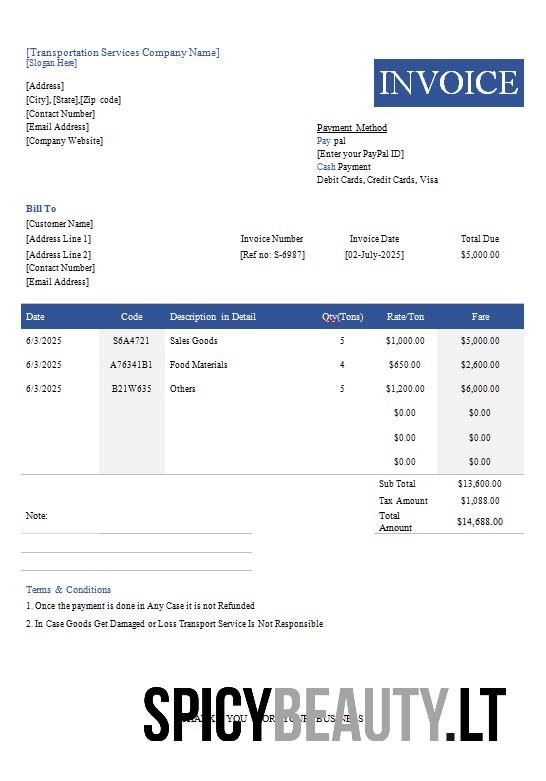 [Transportation Services Company Name]
[Slogan Here]
INVOICE
[Address]
[City], [State],[Zip code]
[Contact Number]
[Email Address]
[Company Website]
Payment Method
Pay pal
[Enter your PayPal ID]
Cash Payment
Debit Cards, Credit Cards, Visa
Bill To
[Customer Name]
[Address Line 1] Invoice Number Invoice Date Total Due
[Address Line 2] [Ref no: S-6987] [02-July-2025] $5,000.00
[Contact Number]
[Email Address]
Date Code Description in Detail Qty(Tons) Rate/Ton Fare
6/3/2025 S6A4721 Sales Goods 5 $1,000.00 $5,000.00
6/3/2025 A76341B1 Food Materials 4 $650.00 $2,600.00
6/3/2025 B21W635 Others 5 $1,200.00 $6,000.00
$0.00 $0.00
$0.00 $0.00
$0.00 $0.00
Sub Total $13,600.00
Tax Amount $1,088.00
Note:
Total Amount $14,688.00
Terms & Conditions
1. Once the payment is done in Any Case it is not Refunded
2. In Case Goods Get Damaged or Loss Transport Service Is Not Responsible
SPICYBEAUTY.LT
THANK YOU FOR YOUR BUSINESS